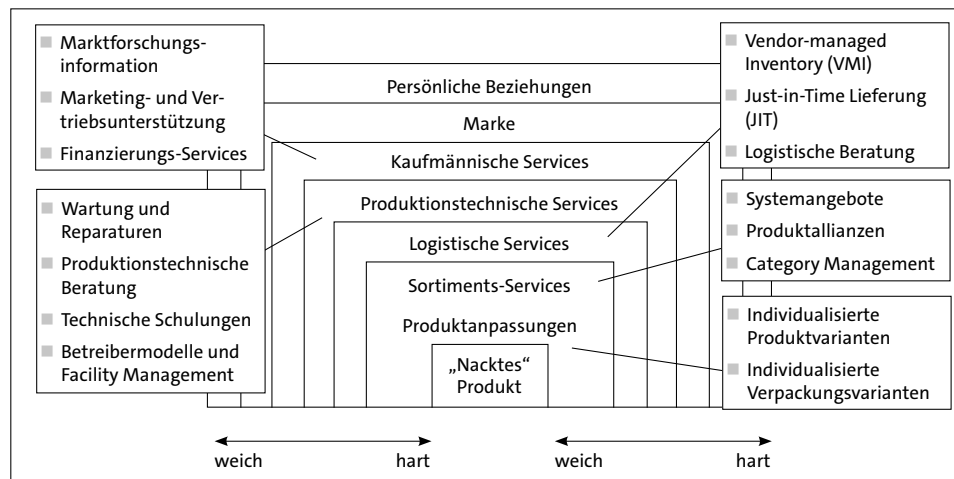 Marktforschungs-
information
Marketing- und Ver-
triebsunterstützung
Finanzierungs-Services
Wartung und
Reparaturen
Produktionstechnische
Beratung
Technische Schulungen
Betreibermodelle und
Facility Management
Persönliche Beziehungen
Marke
Kaufmännische Services
Produktionstechnische Services
Logistische Services
Sortiments-Services
Produktanpassungen
„Nacktes“
Produkt
Vendor-managed
Inventory (VMI)
Just-in-Time Lieferung
(JIT)
Logistische Beratung
Systemangebote
Produktallianzen
Category Management
Individualisierte
Produktvarianten
Individualisierte
Verpackungsvarianten
weich hart weich hart